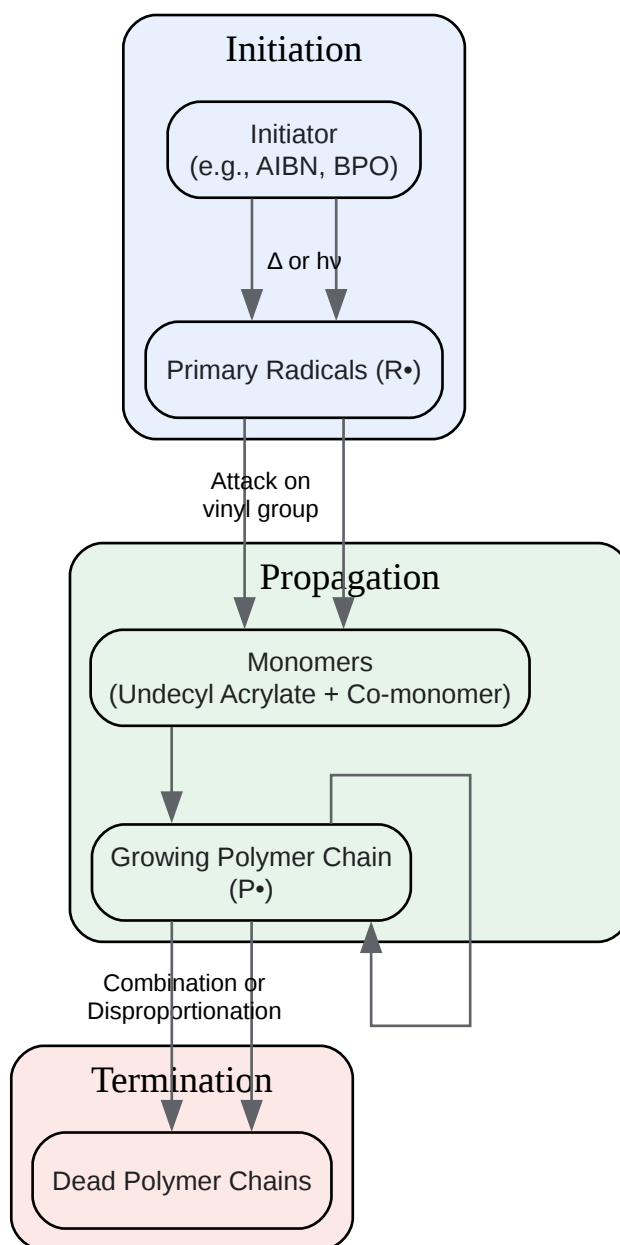 Initiation
Initiator
(e.g., AIBN, BPO)
Δ or hν
Primary Radicals (R•)
Attack on
vinyl group
Propagation
Monomers
(Undecyl Acrylate + Co-monomer)
Growing Polymer Chain
(P•)
Combination or
Disproportionation
Termination
Dead Polymer Chains